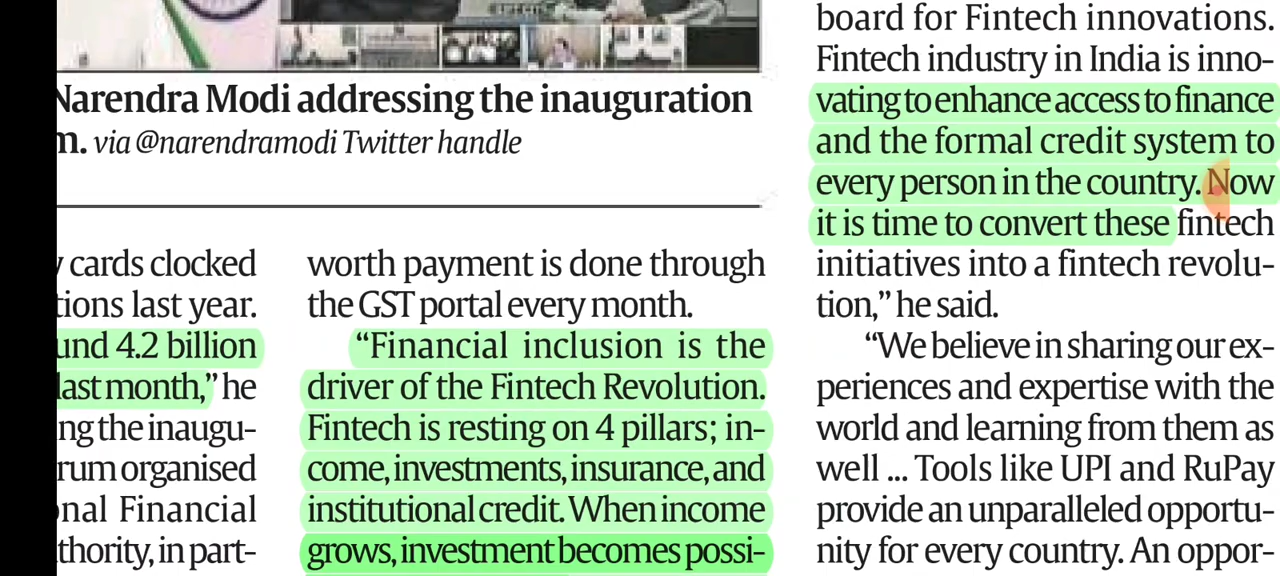 Narendra Modi addressing the inauguration
m. via @narendramodi Twitter handle
y cards clocked
tions last year.
und 4.2 billion
last month,” he
ng the inaugu-
rum organised
onal Financial
thority, in part-
worth payment is done through
the GST portal every month.
“Financial inclusion is the
driver of the Fintech Revolution.
Fintech is resting on 4 pillars; in-
come, investments, insurance, and
institutional credit. When income
grows, investment becomes possi-
board for Fintech innovations.
Fintech industry in India is inno-
vating to enhance access to finance
and the formal credit system to
every person in the country. Now
it is time to convert these fintech
initiatives into a fintech revolu-
tion,” he said.
“We believe in sharing our ex-
periences and expertise with the
world and learning from them as
well ... Tools like UPI and RuPay
provide an unparalleled opportu-
nity for every country. An oppor-